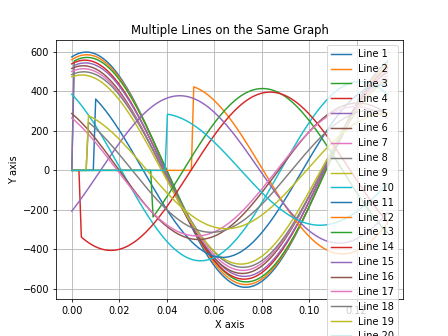 Multiple Lines on the Same Graph
Y axis
600
400
200
0
−200
−400
−600
0.00
0.02
0.04
0.06
0.08
0.10
X axis
Line 1
Line 2
Line 3
Line 4
Line 5
Line 6
Line 7
Line 8
Line 9
Line 10
Line 11
Line 12
Line 13
Line 14
Line 15
Line 16
Line 17
Line 18
Line 19
Line 20